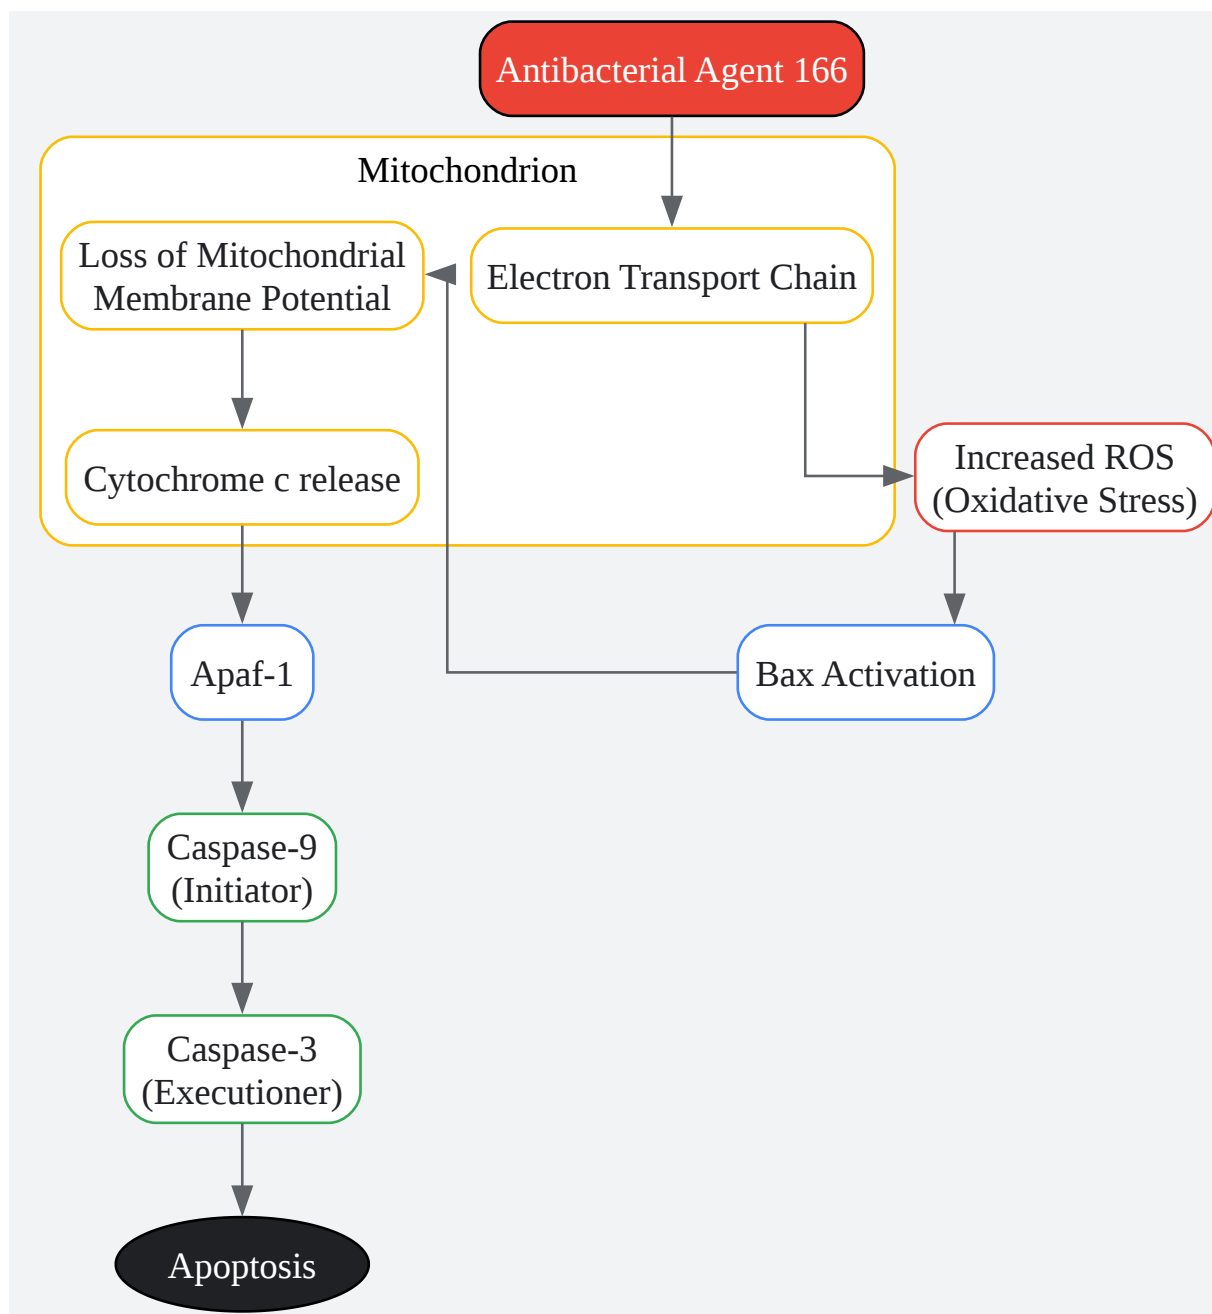 Antibacterial Agent 166
Mitochondrion
Loss of Mitochondrial
Membrane Potential
Electron Transport Chain
Cytochrome c release
Increased ROS
(Oxidative Stress)
Apaf-1
Bax Activation
Caspase-9
(Initiator)
Caspase-3
(Executioner)
Apoptosis